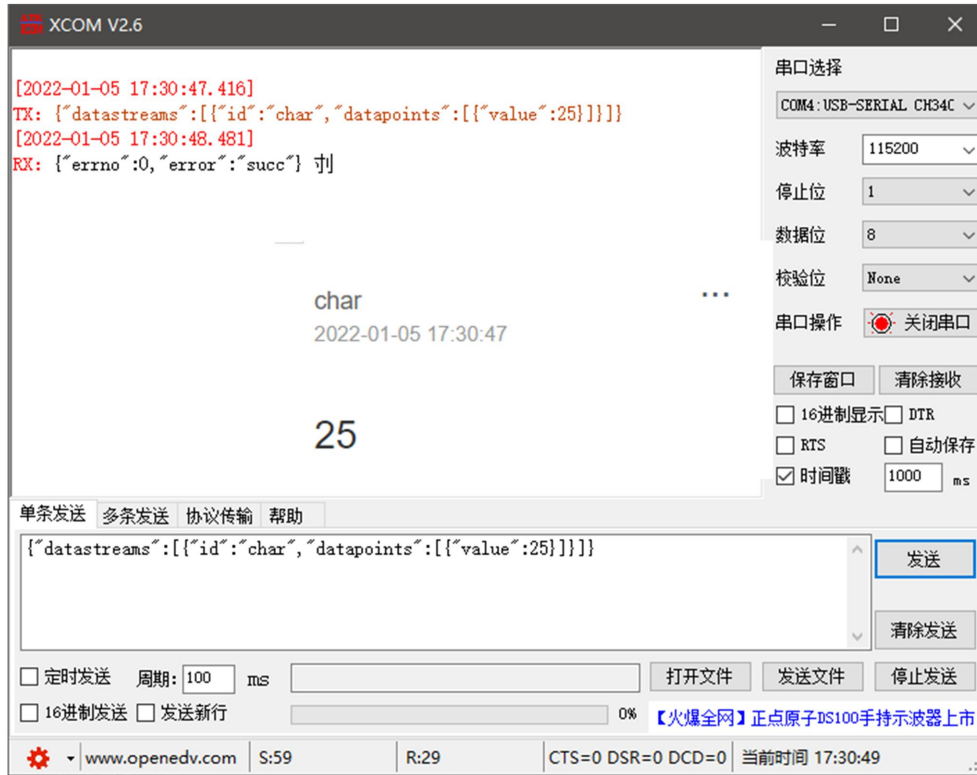 XCOM V2.6
[2022-01-05 17:30:47.416]
TX: {"datastreams":[{"id":"char","datapoints":[{"value":25}]}]}
[2022-01-05 17:30:48.481]
RX: {"errno":0,"error":"succ"}
char
...
2022-01-05 17:30:47
25
串口选择
COM4:USB-SERIAL CH34C
波特率 115200
停止位 1
数据位 8
校验位 None
串口操作 关闭串口
保存窗口 清除接收
16进制显示 DTR
RTS 自动保存
时间戳 1000 ms
单条发送 多条发送 协议传输 帮助
{"datastreams":[{"id":"char","datapoints":[{"value":25}]}]}
发送
清除发送
定时发送 周期: 100 ms 打开文件 发送文件 停止发送
16进制发送 发送新行 0% 【火爆全网】正点原子DS100手持示波器上市
www.openedv.com S:59 R:29 CTS=0 DSR=0 DCD=0 当前时间 17:30:49